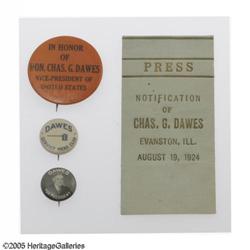 IN HONOR
OF
HON. CHAS. G. DAWES
VICE-PRESIDENT OF
UNITED STATES
DAWES
DAWES
PRESS
NOTIFICATION
OF
CHAS. G. DAWES
EVANSTON, ILL.
AUGUST 19, 1924
©2005 HeritageGalleries